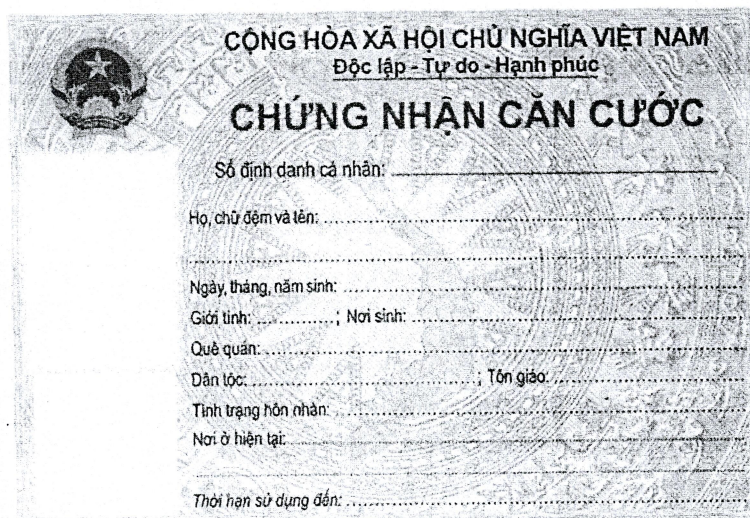 CỘNG HÒA XÃ HỘI CHỦ NGHĨA VIỆT NAM
Độc lập - Tự do - Hạnh phúc
CHỨNG NHẬN CĂN CƯỚC
Số định danh cá nhân:
Họ, chữ đệm và tên:
Ngày, tháng, năm sinh:
Giới tính: ; Nơi sinh:
Quê quán:
Dân tộc: ; Tôn giáo:
Tình trạng hôn nhân:
Nơi ở hiện tại:
Thời hạn sử dụng đến: